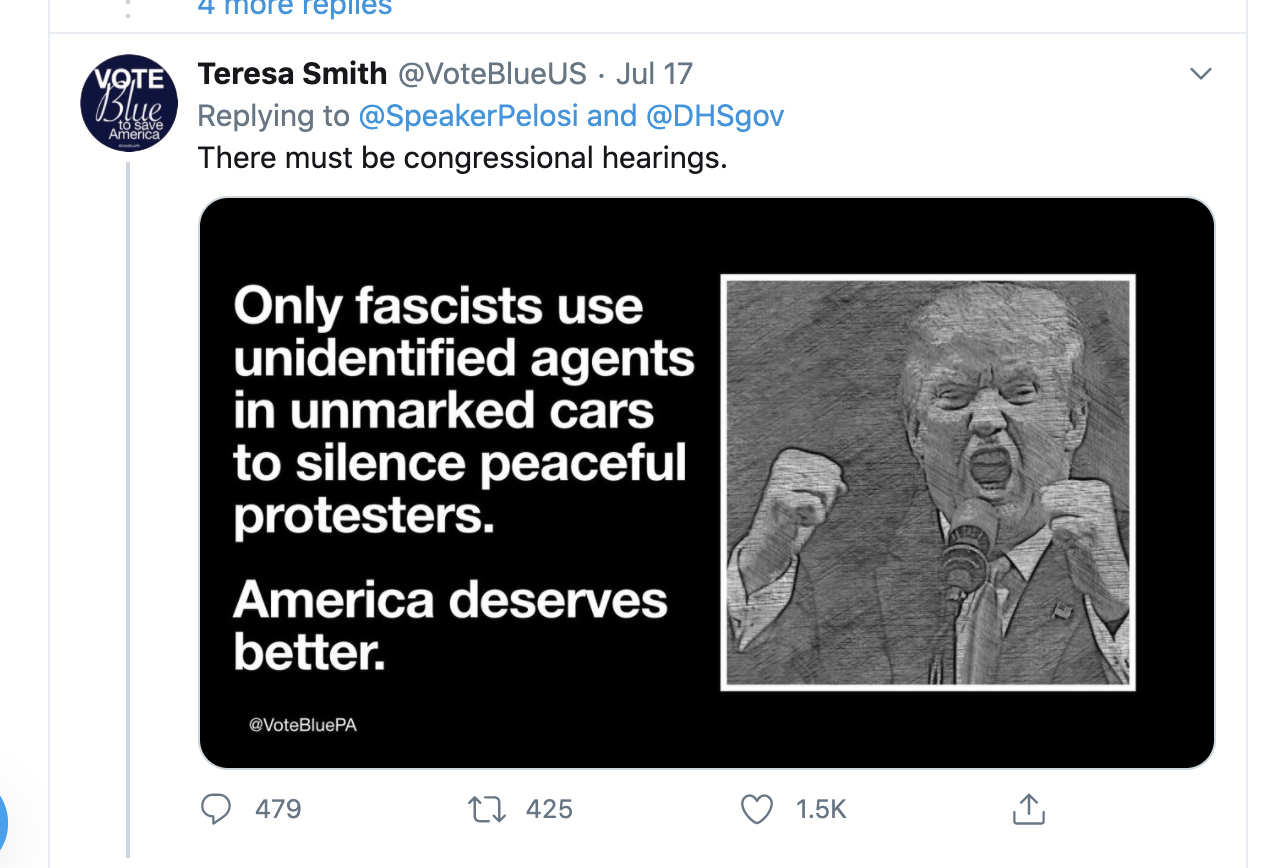 4 more replies
VOTE
Blue
to save
America
Teresa Smith @VoteBlueUS · Jul 17
Replying to @SpeakerPelosi and @DHSgov
There must be congressional hearings.
Only fascists use
unidentified agents
in unmarked cars
to silence peaceful
protesters.
America deserves
better.
@VoteBluePA
479
425
1.5K